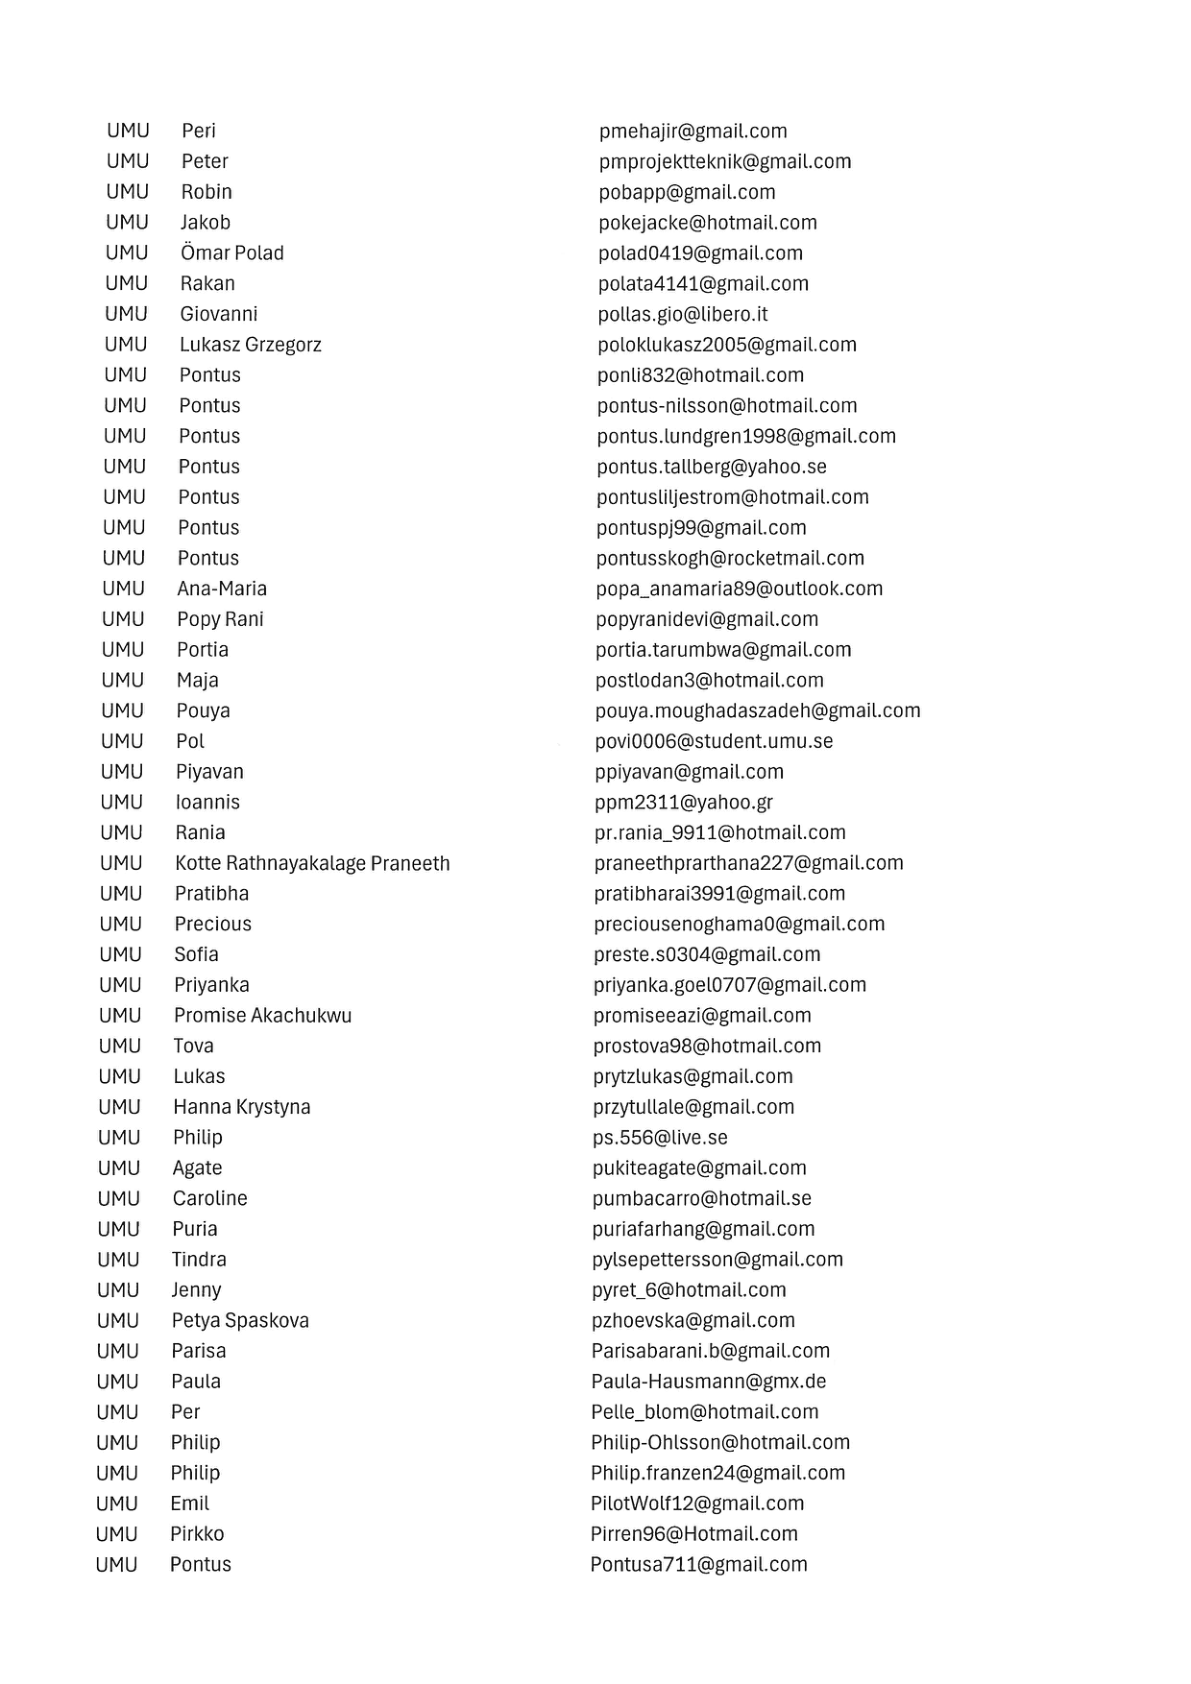 UMU Peri pmehajir@gmail.com
UMU Peter pmprojektteknik@gmail.com
UMU Robin pobapp@gmail.com
UMU Jakob pokejacke@hotmail.com
UMU Ömar Polad polad0419@gmail.com
UMU Rakan polata4141@gmail.com
UMU Giovanni pollas.gio@libero.it
UMU Lukasz Grzegorz poloklukasz2005@gmail.com
UMU Pontus ponli832@hotmail.com
UMU Pontus pontus-nilsson@hotmail.com
UMU Pontus pontus.lundgren1998@gmail.com
UMU Pontus pontus.tallberg@yahoo.se
UMU Pontus pontusliljestrom@hotmail.com
UMU Pontus pontuspj99@gmail.com
UMU Pontus pontusskogh@rocketmail.com
UMU Ana-Maria popa_anamaria89@outlook.com
UMU Popy Rani popyranidevi@gmail.com
UMU Portia portia.tarumbwa@gmail.com
UMU Maja postlodan3@hotmail.com
UMU Pouya pouya.moughadaszadeh@gmail.com
UMU Pol povi0006@student.umu.se
UMU Piyavan ppiyavan@gmail.com
UMU Ioannis ppm2311@yahoo.gr
UMU Rania pr.rania_9911@hotmail.com
UMU Kotte Rathnayakalage Praneeth praneethprarthana227@gmail.com
UMU Pratibha pratibharai3991@gmail.com
UMU Precious preciousenoghama0@gmail.com
UMU Sofia preste.s0304@gmail.com
UMU Priyanka priyanka.goel0707@gmail.com
UMU Promise Akachukwu promiseeazi@gmail.com
UMU Tova prostova98@hotmail.com
UMU Lukas prytzlukas@gmail.com
UMU Hanna Krystyna przytullale@gmail.com
UMU Philip ps.556@live.se
UMU Agate pukiteagate@gmail.com
UMU Caroline pumbacarro@hotmail.se
UMU Puria puriafarhang@gmail.com
UMU Tindra pylsepettersson@gmail.com
UMU Jenny pyret_6@hotmail.com
UMU Petya Spaskova pzhoevska@gmail.com
UMU Parisa Parisabarani.b@gmail.com
UMU Paula Paula-Hausmann@gmx.de
UMU Per Pelle_blom@hotmail.com
UMU Philip Philip-Ohlsson@hotmail.com
UMU Philip Philip.franzen24@gmail.com
UMU Emil PilotWolf12@gmail.com
UMU Pirkko Pirren96@Hotmail.com
UMU Pontus Pontusa711@gmail.com